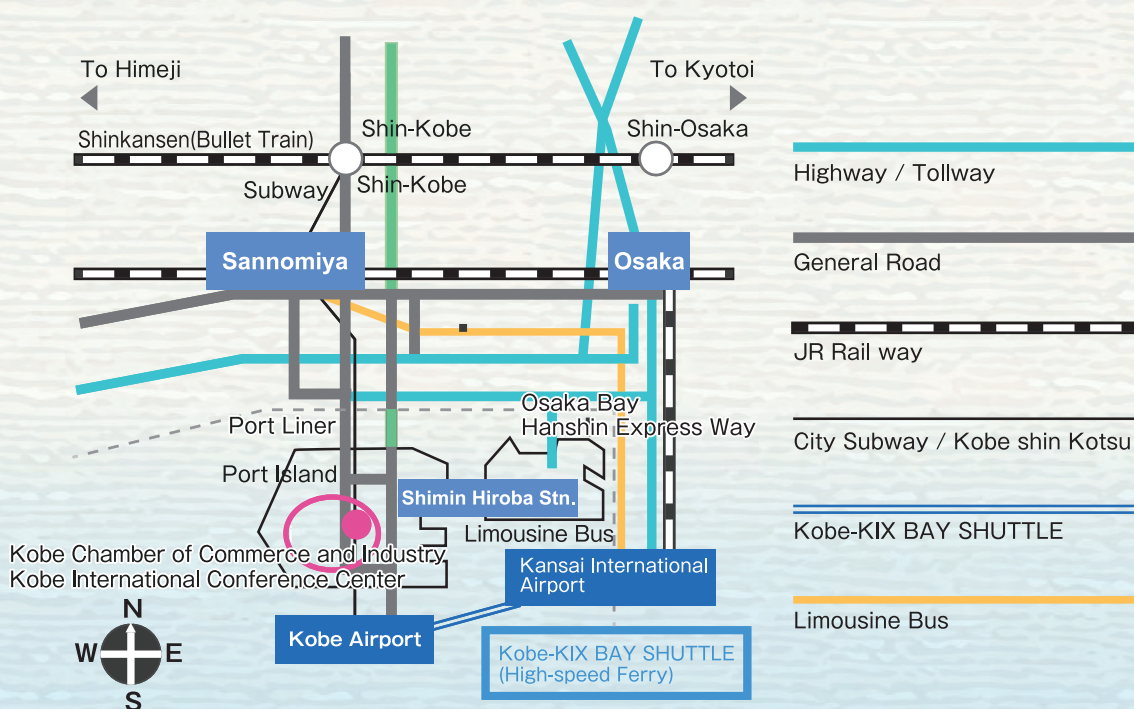 To Himeji
To Kyotoi
Shinkansen(Bullet Train)
Shin-Kobe
Shin-Osaka
Subway
Shin-Kobe
Sannomiya
Osaka
Osaka Bay
Hanshin Express Way
Port Liner
Port Island
Shimin Hiroba Stn.
Limousine Bus
Kobe Chamber of Commerce and Industry
Kobe International Conference Center
Kansai International
Airport
Kobe Airport
Kobe-KIX BAY SHUTTLE
(High-speed Ferry)
N
W
E
S
Highway / Tollway
General Road
JR Rail way
City Subway / Kobe shin Kotsu
Kobe-KIX BAY SHUTTLE
Limousine Bus